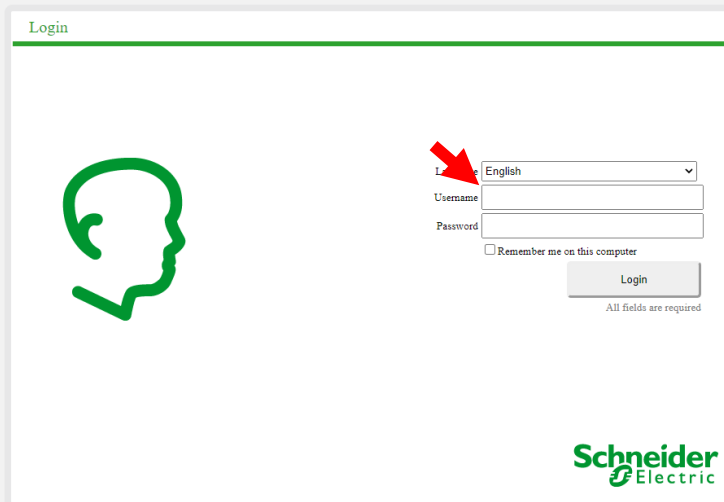 Login
English
Username
Password
Remember me on this computer
Login
All fields are required
Schneider
Electric